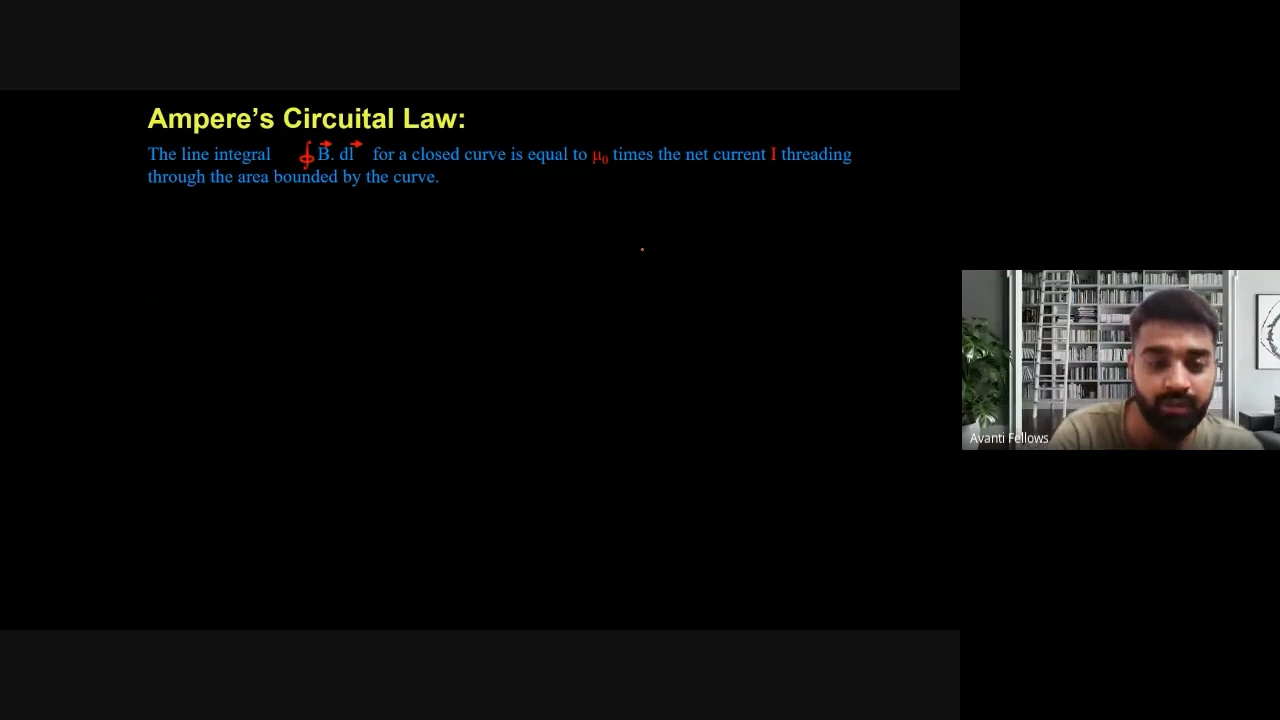 Ampere’s Circuital Law:
The line integral ∮ B⃗. dl⃗ for a closed curve is equal to μ₀ times the net current I threading
through the area bounded by the curve.
Avanti Fellows